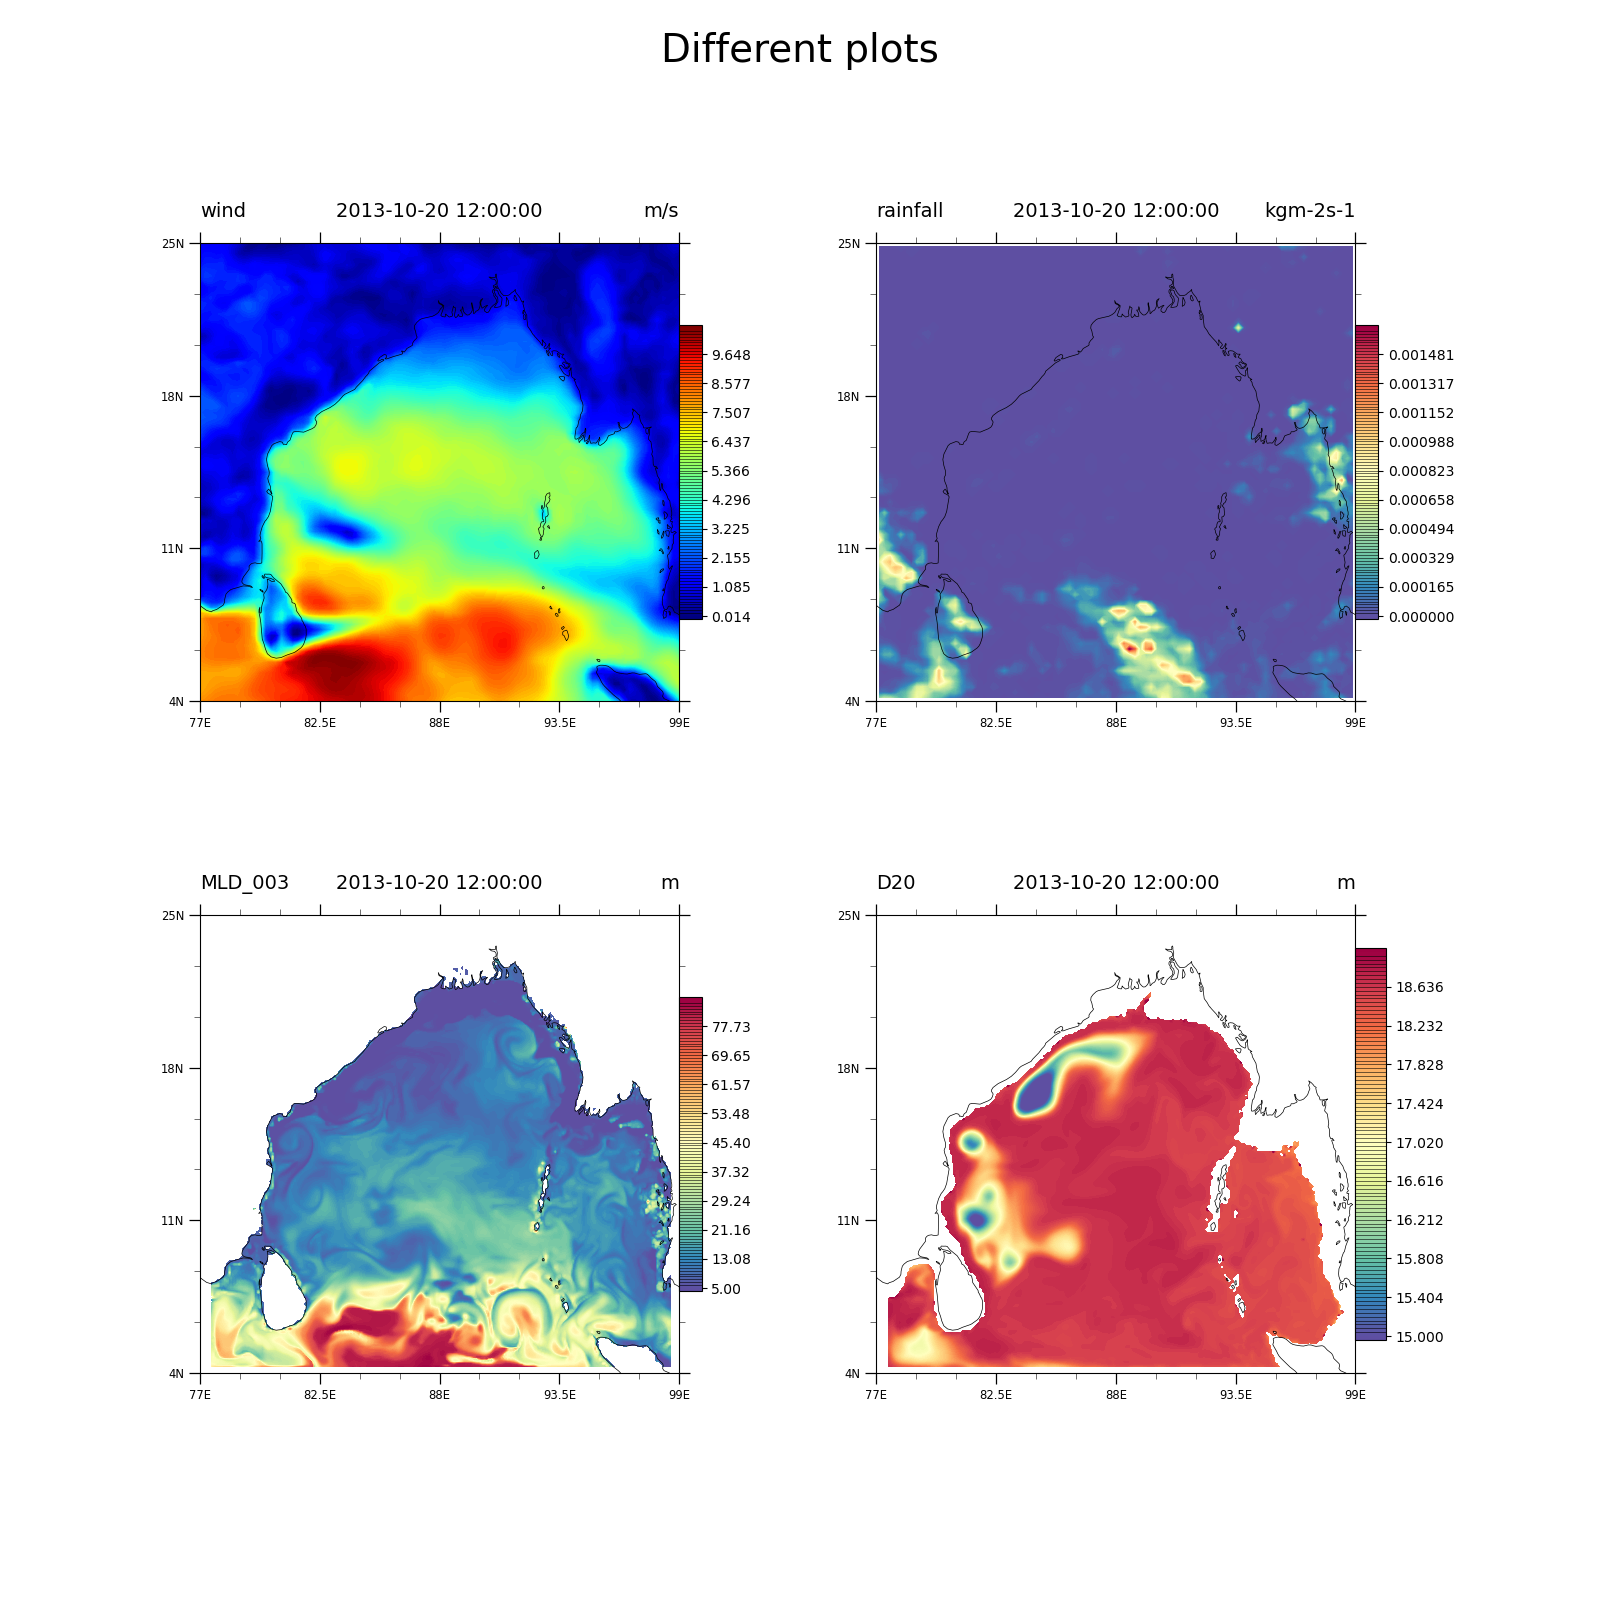 Different plots
wind 2013-10-20 12:00:00 m/s
25N
18N
11N
4N
77E 82.5E 88E 93.5E 99E
9.648
8.577
7.507
6.437
5.366
4.296
3.225
2.155
1.085
0.014
rainfall 2013-10-20 12:00:00 kgm-2s-1
25N
18N
11N
4N
77E 82.5E 88E 93.5E 99E
0.001481
0.001317
0.001152
0.000988
0.000823
0.000658
0.000494
0.000329
0.000165
0.000000
MLD_003 2013-10-20 12:00:00 m
25N
18N
11N
4N
77E 82.5E 88E 93.5E 99E
77.73
69.65
61.57
53.48
45.40
37.32
29.24
21.16
13.08
5.00
D20 2013-10-20 12:00:00 m
25N
18N
11N
4N
77E 82.5E 88E 93.5E 99E
18.636
18.232
17.828
17.424
17.020
16.616
16.212
15.808
15.404
15.000